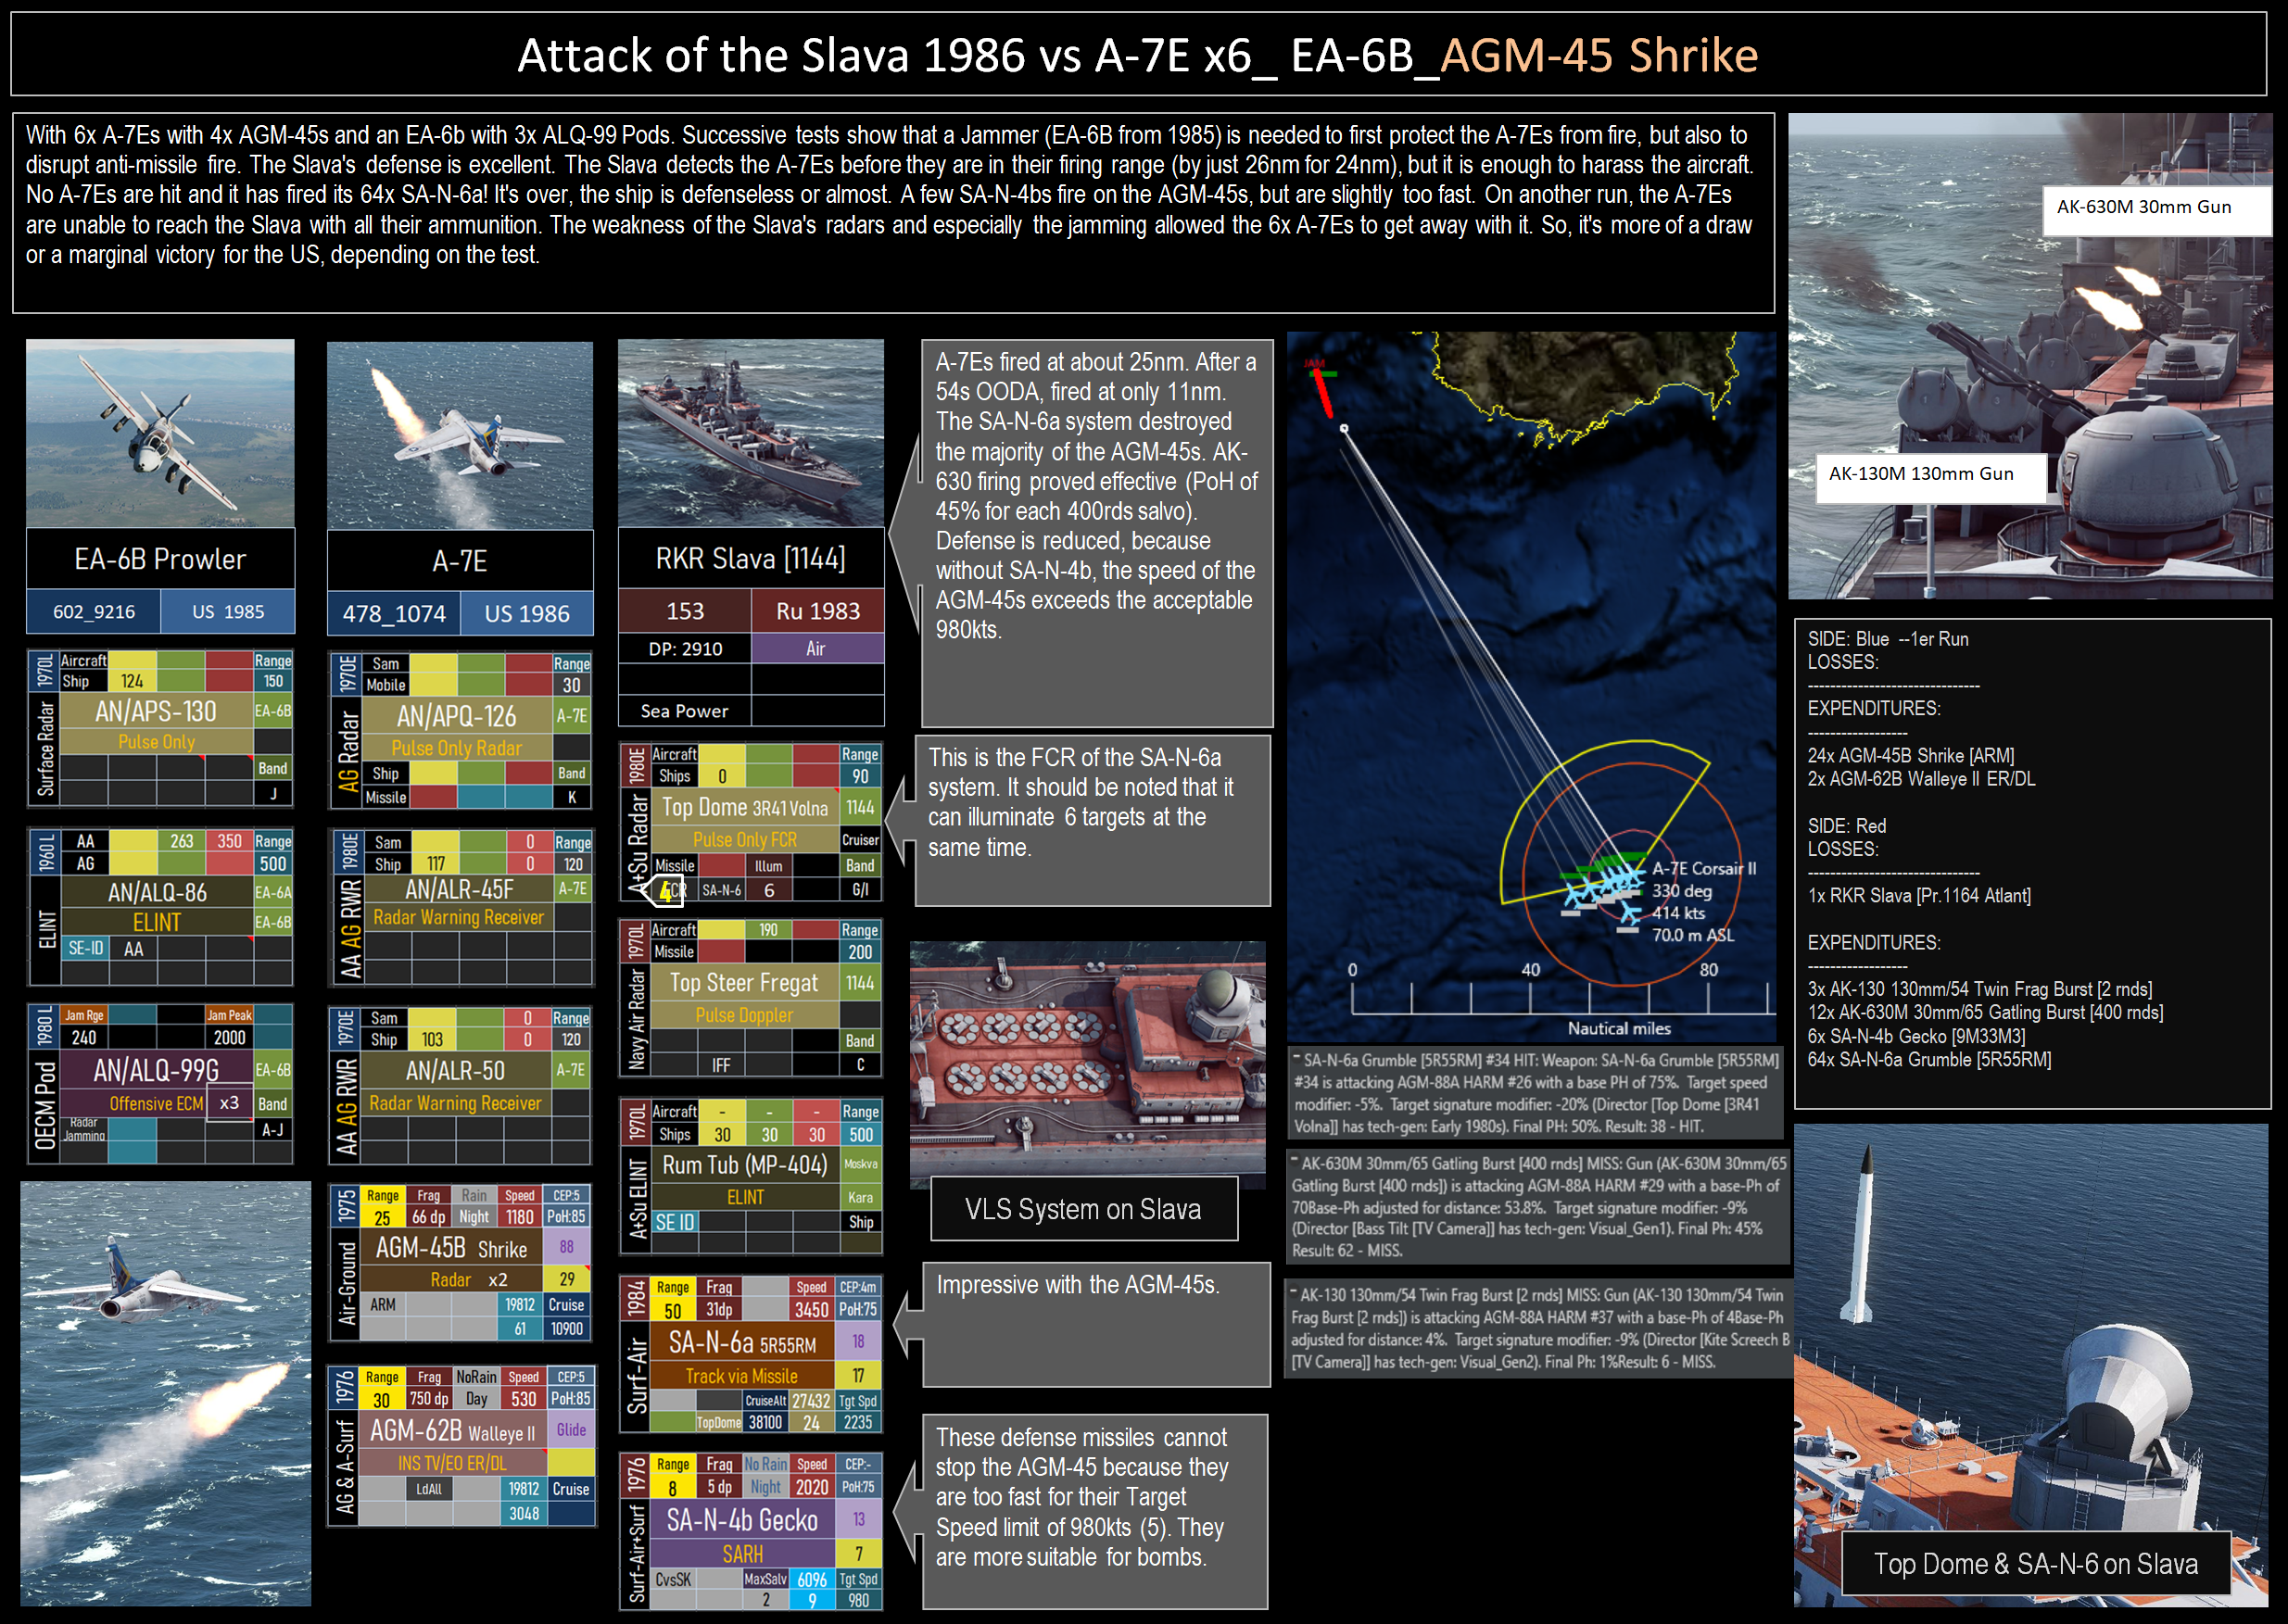 Attack of the Slava 1986 vs A-7E x6_ EA-6B_AGM-45 Shrike
With 6x A-7Es with 4x AGM-45s and an EA-6b with 3x ALQ-99 Pods. Successive tests show that a Jammer (EA-6B from 1985) is needed to first protect the A-7Es from fire, but also to
disrupt anti-missile fire. The Slava's defense is excellent. The Slava detects the A-7Es before they are in their firing range (by just 26nm for 24nm), but it is enough to harass the aircraft.
No A-7Es are hit and it has fired its 64x SA-N-6a! It's over, the ship is defenseless or almost. A few SA-N-4bs fire on the AGM-45s, but are slightly too fast. On another run, the A-7Es
are unable to reach the Slava with all their ammunition. The weakness of the Slava's radars and especially the jamming allowed the 6x A-7Es to get away with it. So, it's more of a draw
or a marginal victory for the US, depending on the test.
EA-6B Prowler
602_9216 US 1985
1970L Aircraft Range
Ship 124 150
Surface Radar
AN/APS-130 EA-6B
Pulse Only
Band
J
1960L AA 263 350 Range
AG 500
ELINT
AN/ALQ-86 EA-6A
ELINT EA-6B
SE-ID AA
1980 L Jam Rge Jam Peak
240 2000
OECM Pod
AN/ALQ-99G EA-6B
Offensive ECM x3 Band
Radar Jamming A-J
A-7E
478_1074 US 1986
1970E Sam Range
Mobile 30
AG Radar
AN/APQ-126 A-7E
Pulse Only Radar
Ship Band
Missile K
1980E Sam 0 Range
Ship 117 0 120
AA AG RWR
AN/ALR-45F A-7E
Radar Warning Receiver
1970E Sam 0 Range
Ship 103 0 120
AA AG RWR
AN/ALR-50 A-7E
Radar Warning Receiver
1975 Range Frag Rain Speed CEP:5
25 66 dp Night 1180 PoH:85
Air-Ground
AGM-45B Shrike 88
Radar x2 29
ARM 19812 Cruise
61 10900
1976 Range Frag NoRain Speed CEP:5
30 750 dp Day 530 PoH:85
AG & A-Surf
AGM-62B Walleye II Glide
INS TV/EO ER/DL
LdAll 19812 Cruise
3048
RKR Slava [1144]
153 Ru 1983
DP: 2910 Air
Sea Power
1980E Aircraft Range
Ships 0 90
A+Su Radar
Top Dome 3R41 Volna 1144
Pulse Only FCR Cruiser
Missile Illum Band
4 SA-N-6 6 G/I
1970L Aircraft 190 Range
Missile 200
Navy Air Radar
Top Steer Fregat 1144
Pulse Doppler
Band
IFF C
1970L Aircraft - - - Range
Ships 30 30 30 500
A+Su ELINT
Rum Tub (MP-404) Moskva
ELINT Kara
SE ID Ship
1984 Range Frag Speed CEP:4m
50 31dp 3450 PoH:75
Surf-Air
SA-N-6a 5R55RM 18
Track via Missile 17
CruiseAlt 27432 Tgt Spd
TopDome 38100 24 2235
1976 Range Frag No Rain Speed CEP:-
8 5 dp Night 2020 PoH:75
Surf-Air+Surf
SA-N-4b Gecko 13
SARH 7
CvsSK MaxSalv 6096 Tgt Spd
2 9 980
A-7Es fired at about 25nm. After a
54s OODA, fired at only 11nm.
The SA-N-6a system destroyed
the majority of the AGM-45s. AK-
630 firing proved effective (PoH of
45% for each 400rds salvo).
Defense is reduced, because
without SA-N-4b, the speed of the
AGM-45s exceeds the acceptable
980kts.
This is the FCR of the SA-N-6a
system. It should be noted that it
can illuminate 6 targets at the
same time.
VLS System on Slava
Impressive with the AGM-45s.
These defense missiles cannot
stop the AGM-45 because they
are too fast for their Target
Speed limit of 980kts (5). They
are more suitable for bombs.
JAM
A-7E Corsair II
330 deg
414 kts
70.0 m ASL
0 40 80
Nautical miles
- SA-N-6a Grumble [5R55RM] #34 HIT: Weapon: SA-N-6a Grumble [5R55RM]
#34 is attacking AGM-88A HARM #26 with a base PH of 75%. Target speed
modifier: -5%. Target signature modifier: -20% (Director [Top Dome [3R41
Volna]] has tech-gen: Early 1980s). Final PH: 50%. Result: 38 - HIT.
- AK-630M 30mm/65 Gatling Burst [400 rnds] MISS: Gun (AK-630M 30mm/65
Gatling Burst [400 rnds]) is attacking AGM-88A HARM #29 with a base-Ph of
70Base-Ph adjusted for distance: 53.8%. Target signature modifier: -9%
(Director [Bass Tilt [TV Camera]] has tech-gen: Visual_Gen1). Final Ph: 45%
Result: 62 - MISS.
- AK-130 130mm/54 Twin Frag Burst [2 rnds] MISS: Gun (AK-130 130mm/54 Twin
Frag Burst [2 rnds]) is attacking AGM-88A HARM #37 with a base-Ph of 4Base-Ph
adjusted for distance: 4%. Target signature modifier: -9% (Director [Kite Screech B
[TV Camera]] has tech-gen: Visual_Gen2). Final Ph: 1%Result: 6 - MISS.
AK-630M 30mm Gun
AK-130M 130mm Gun
SIDE: Blue --1er Run
LOSSES:
-------------------------------
EXPENDITURES:
------------------
24x AGM-45B Shrike [ARM]
2x AGM-62B Walleye II ER/DL
SIDE: Red
LOSSES:
-------------------------------
1x RKR Slava [Pr.1164 Atlant]
EXPENDITURES:
------------------
3x AK-130 130mm/54 Twin Frag Burst [2 rnds]
12x AK-630M 30mm/65 Gatling Burst [400 rnds]
6x SA-N-4b Gecko [9M33M3]
64x SA-N-6a Grumble [5R55RM]
Top Dome & SA-N-6 on Slava